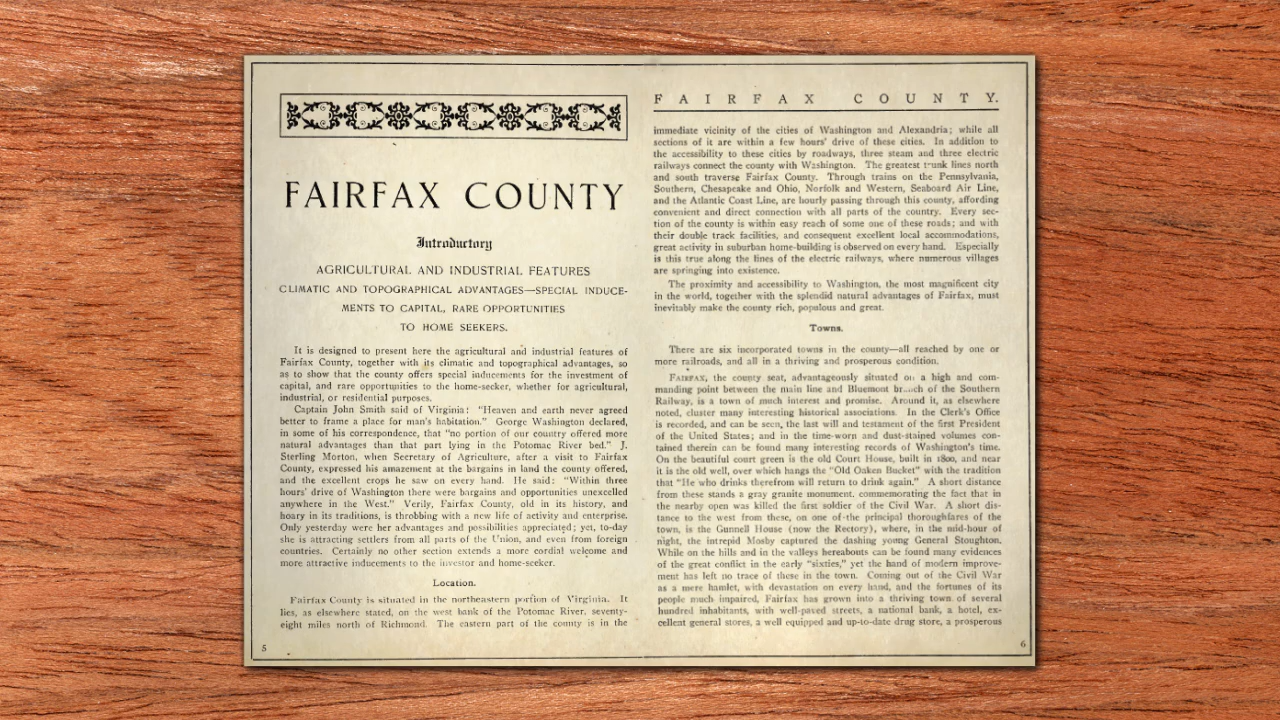 FAIRFAX COUNTY
Introductory
AGRICULTURAL AND INDUSTRIAL FEATURES
CLIMATIC AND TOPOGRAPHICAL ADVANTAGES—SPECIAL INDUCE-
MENTS TO CAPITAL, RARE OPPORTUNITIES
TO HOME SEEKERS.
It is designed to present here the agricultural and industrial features of
Fairfax County, together with its climatic and topographical advantages, so
as to show that the county offers special inducements for the investment of
capital, and rare opportunities to the home-seeker, whether for agricultural,
industrial, or residential purposes.
Captain John Smith said of Virginia: "Heaven and earth never agreed
better to frame a place for man's habitation." George Washington declared,
in some of his correspondence, that "no portion of our country offered more
natural advantages than that part lying in the Potomac River bed." J.
Sterling Morton, when Secretary of Agriculture, after a visit to Fairfax
County, expressed his amazement at the bargains in land the county offered,
and the excellent crops he saw on every hand. He said: "Within three
hours' drive of Washington there were bargains and opportunities unexcelled
anywhere in the West." Verily, Fairfax County, old in its history, and
hoary in its traditions, is throbbing with a new life of activity and enterprise.
Only yesterday were her advantages and possibilities appreciated; yet, to-day
she is attracting settlers from all parts of the Union, and even from foreign
countries. Certainly no other section extends a more cordial welcome and
more attractive inducements to the investor and home-seeker.
Location.
Fairfax County is situated in the northeastern portion of Virginia. It
lies, as elsewhere stated, on the west bank of the Potomac River, seventy-
eight miles north of Richmond. The eastern part of the county is in the
5
FAIRFAX COUNTY.
immediate vicinity of the cities of Washington and Alexandria; while all
sections of it are within a few hours' drive of these cities. In addition to
the accessibility to these cities by roadways, three steam and three electric
railways connect the county with Washington. The greatest trunk lines north
and south traverse Fairfax County. Through trains on the Pennsylvania,
Southern, Chesapeake and Ohio, Norfolk and Western, Seaboard Air Line,
and the Atlantic Coast Line, are hourly passing through this county, affording
convenient and direct connection with all parts of the country. Every sec-
tion of the county is within easy reach of some one of these roads; and with
their double track facilities, and consequent excellent local accommodations,
great activity in suburban home-building is observed on every hand. Especially
is this true along the lines of the electric railways, where numerous villages
are springing into existence.
The proximity and accessibility to Washington, the most magnificent city
in the world, together with the splendid natural advantages of Fairfax, must
inevitably make the county rich, populous and great.
Towns.
There are six incorporated towns in the county—all reached by one or
more railroads, and all in a thriving and prosperous condition.
FAIRFAX, the county seat, advantageously situated on a high and com-
manding point between the main line and Bluemont branch of the Southern
Railway, is a town of much interest and promise. Around it, as elsewhere
noted, cluster many interesting historical associations. In the Clerk's Office
is recorded, and can be seen, the last will and testament of the first President
of the United States; and in the time-worn and dust-stained volumes con-
tained therein can be found many interesting records of Washington's time.
On the beautiful court green is the old Court House, built in 1800, and near
it is the old well, over which hangs the "Old Oaken Bucket" with the tradition
that "He who drinks therefrom will return to drink again." A short distance
from these stands a gray granite monument, commemorating the fact that in
the nearby open was killed the first soldier of the Civil War. A short dis-
tance to the west from these, on one of the principal thoroughfares of the
town, is the Gunnell House (now the Rectory), where, in the mid-hour of
night, the intrepid Mosby captured the dashing young General Stoughton.
While on the hills and in the valleys hereabouts can be found many evidences
of the great conflict in the early "sixties," yet the hand of modern improve-
ment has left no trace of these in the town. Coming out of the Civil War
as a mere hamlet, with devastation on every hand, and the fortunes of its
people much impaired, Fairfax has grown into a thriving town of several
hundred inhabitants, with well-paved streets, a national bank, a hotel, ex-
cellent general stores, a well equipped and up-to-date drug store, a prosperous
6